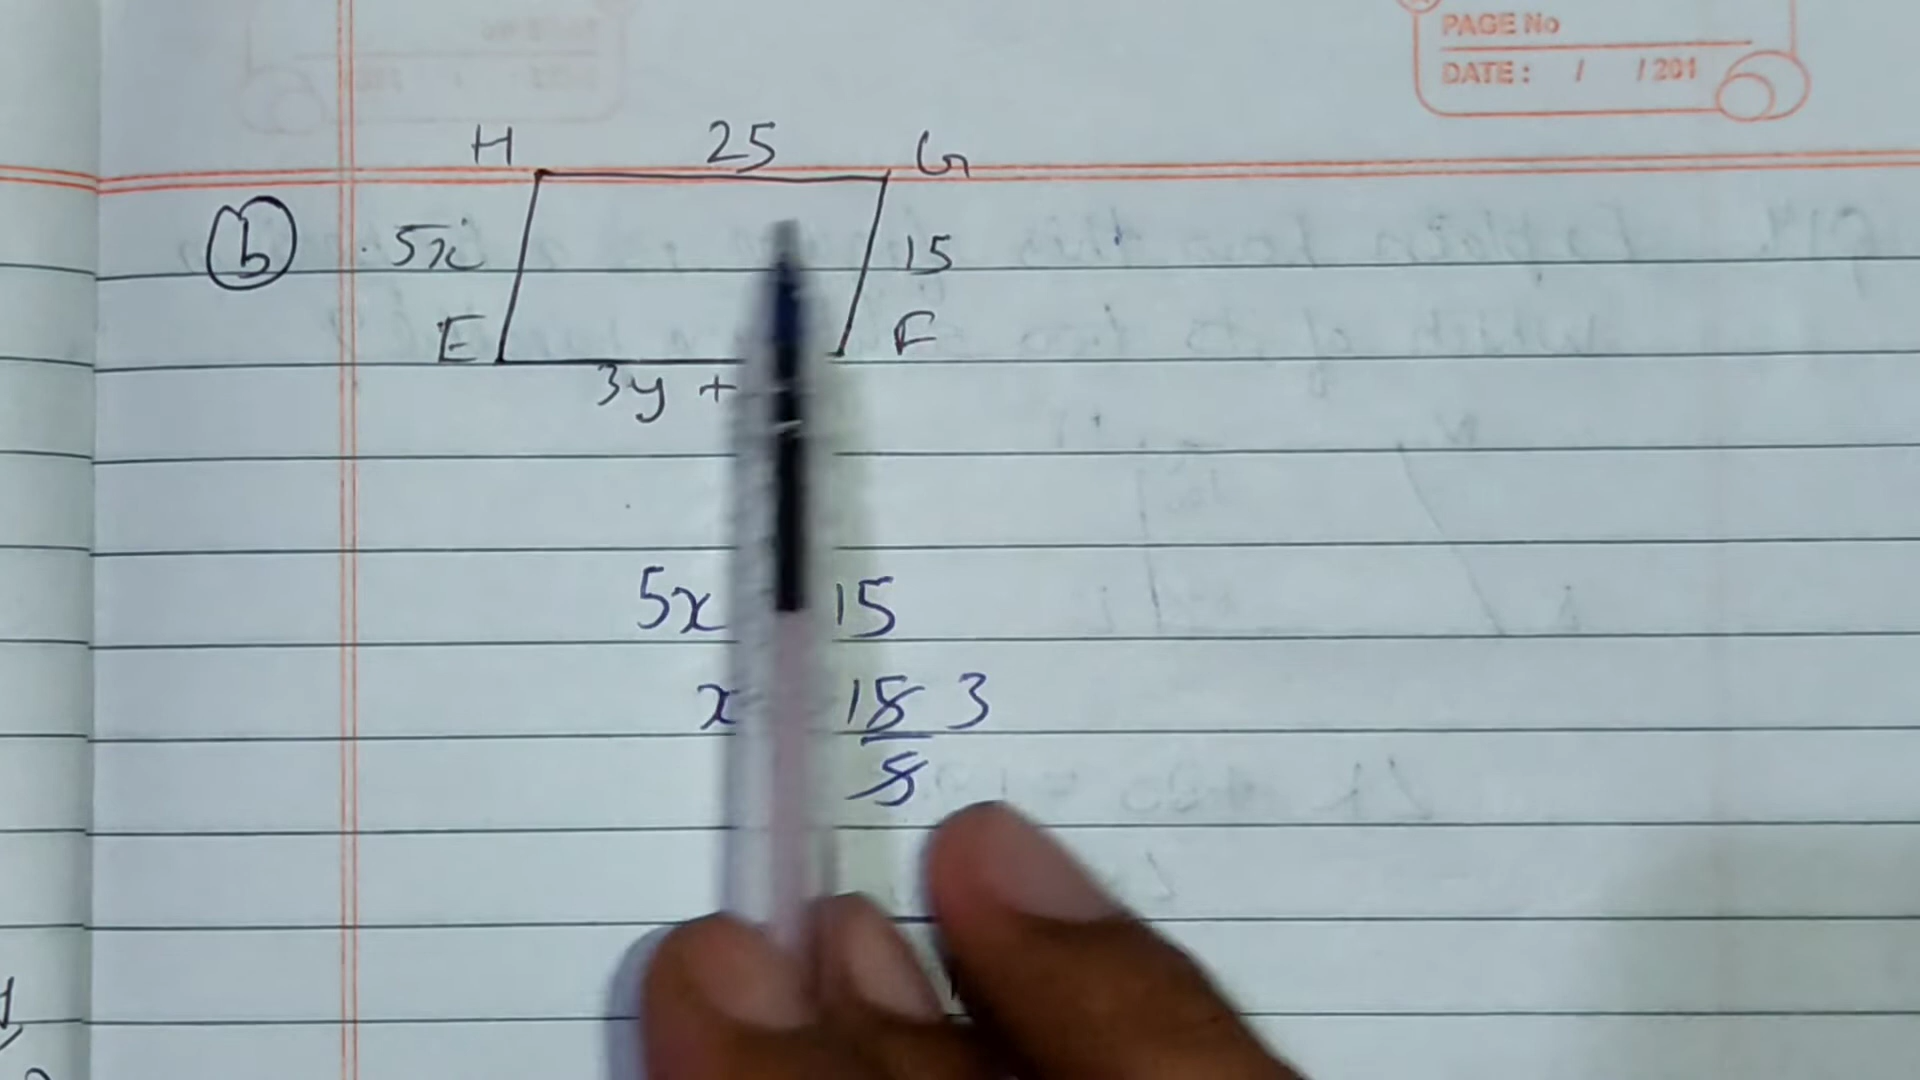 PAGE No
DATE : / / 201
H 25 G
b 5x 15
E F
3y +
5x 15
x 15 3
5